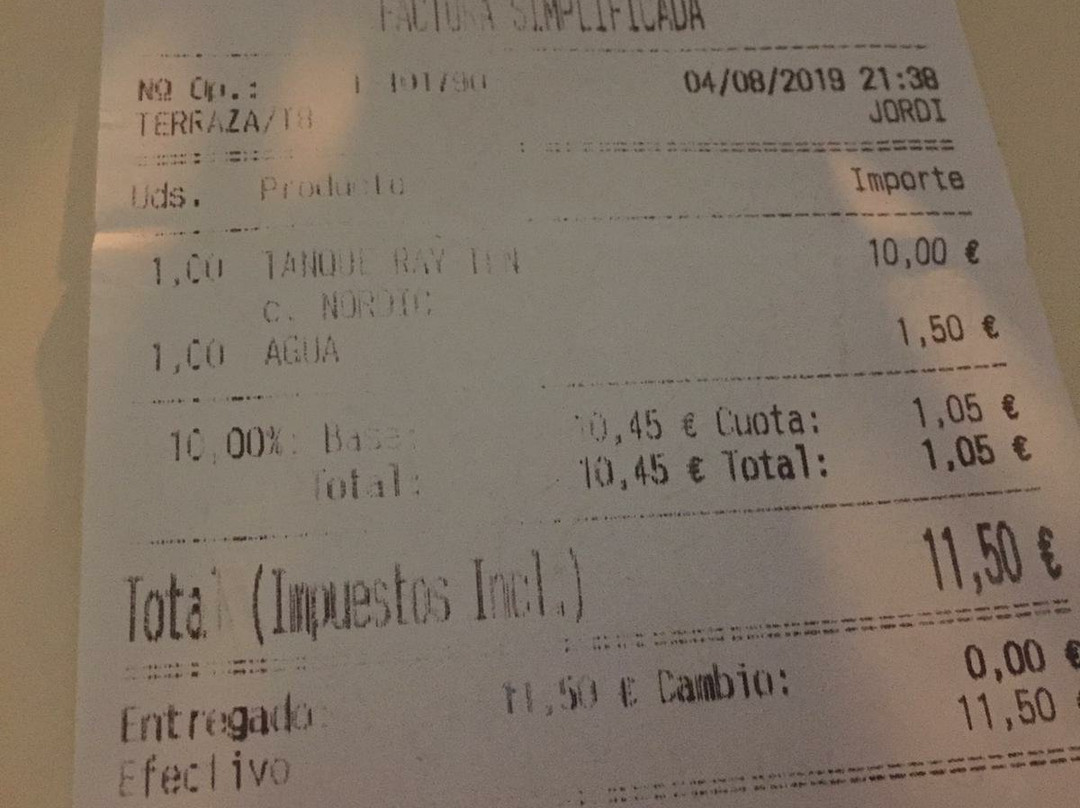 FACTURA SIMPLIFICADA
Nº Op.: 04/08/2019 21:38
TERRAZA/T8 JORDI
Uds. Producto Importe
1,00 TANQUE RAY TEN 10,00 €
c. NORDIC
1,00 AGUA 1,50 €
10,00%: Base: 10,45 € Cuota: 1,05 €
Total: 10,45 € Total: 1,05 €
Total (Impuestos Incl.) 11,50 €
Entregado: 11,50 € Cambio: 0,00 €
Efectivo 11,50 €